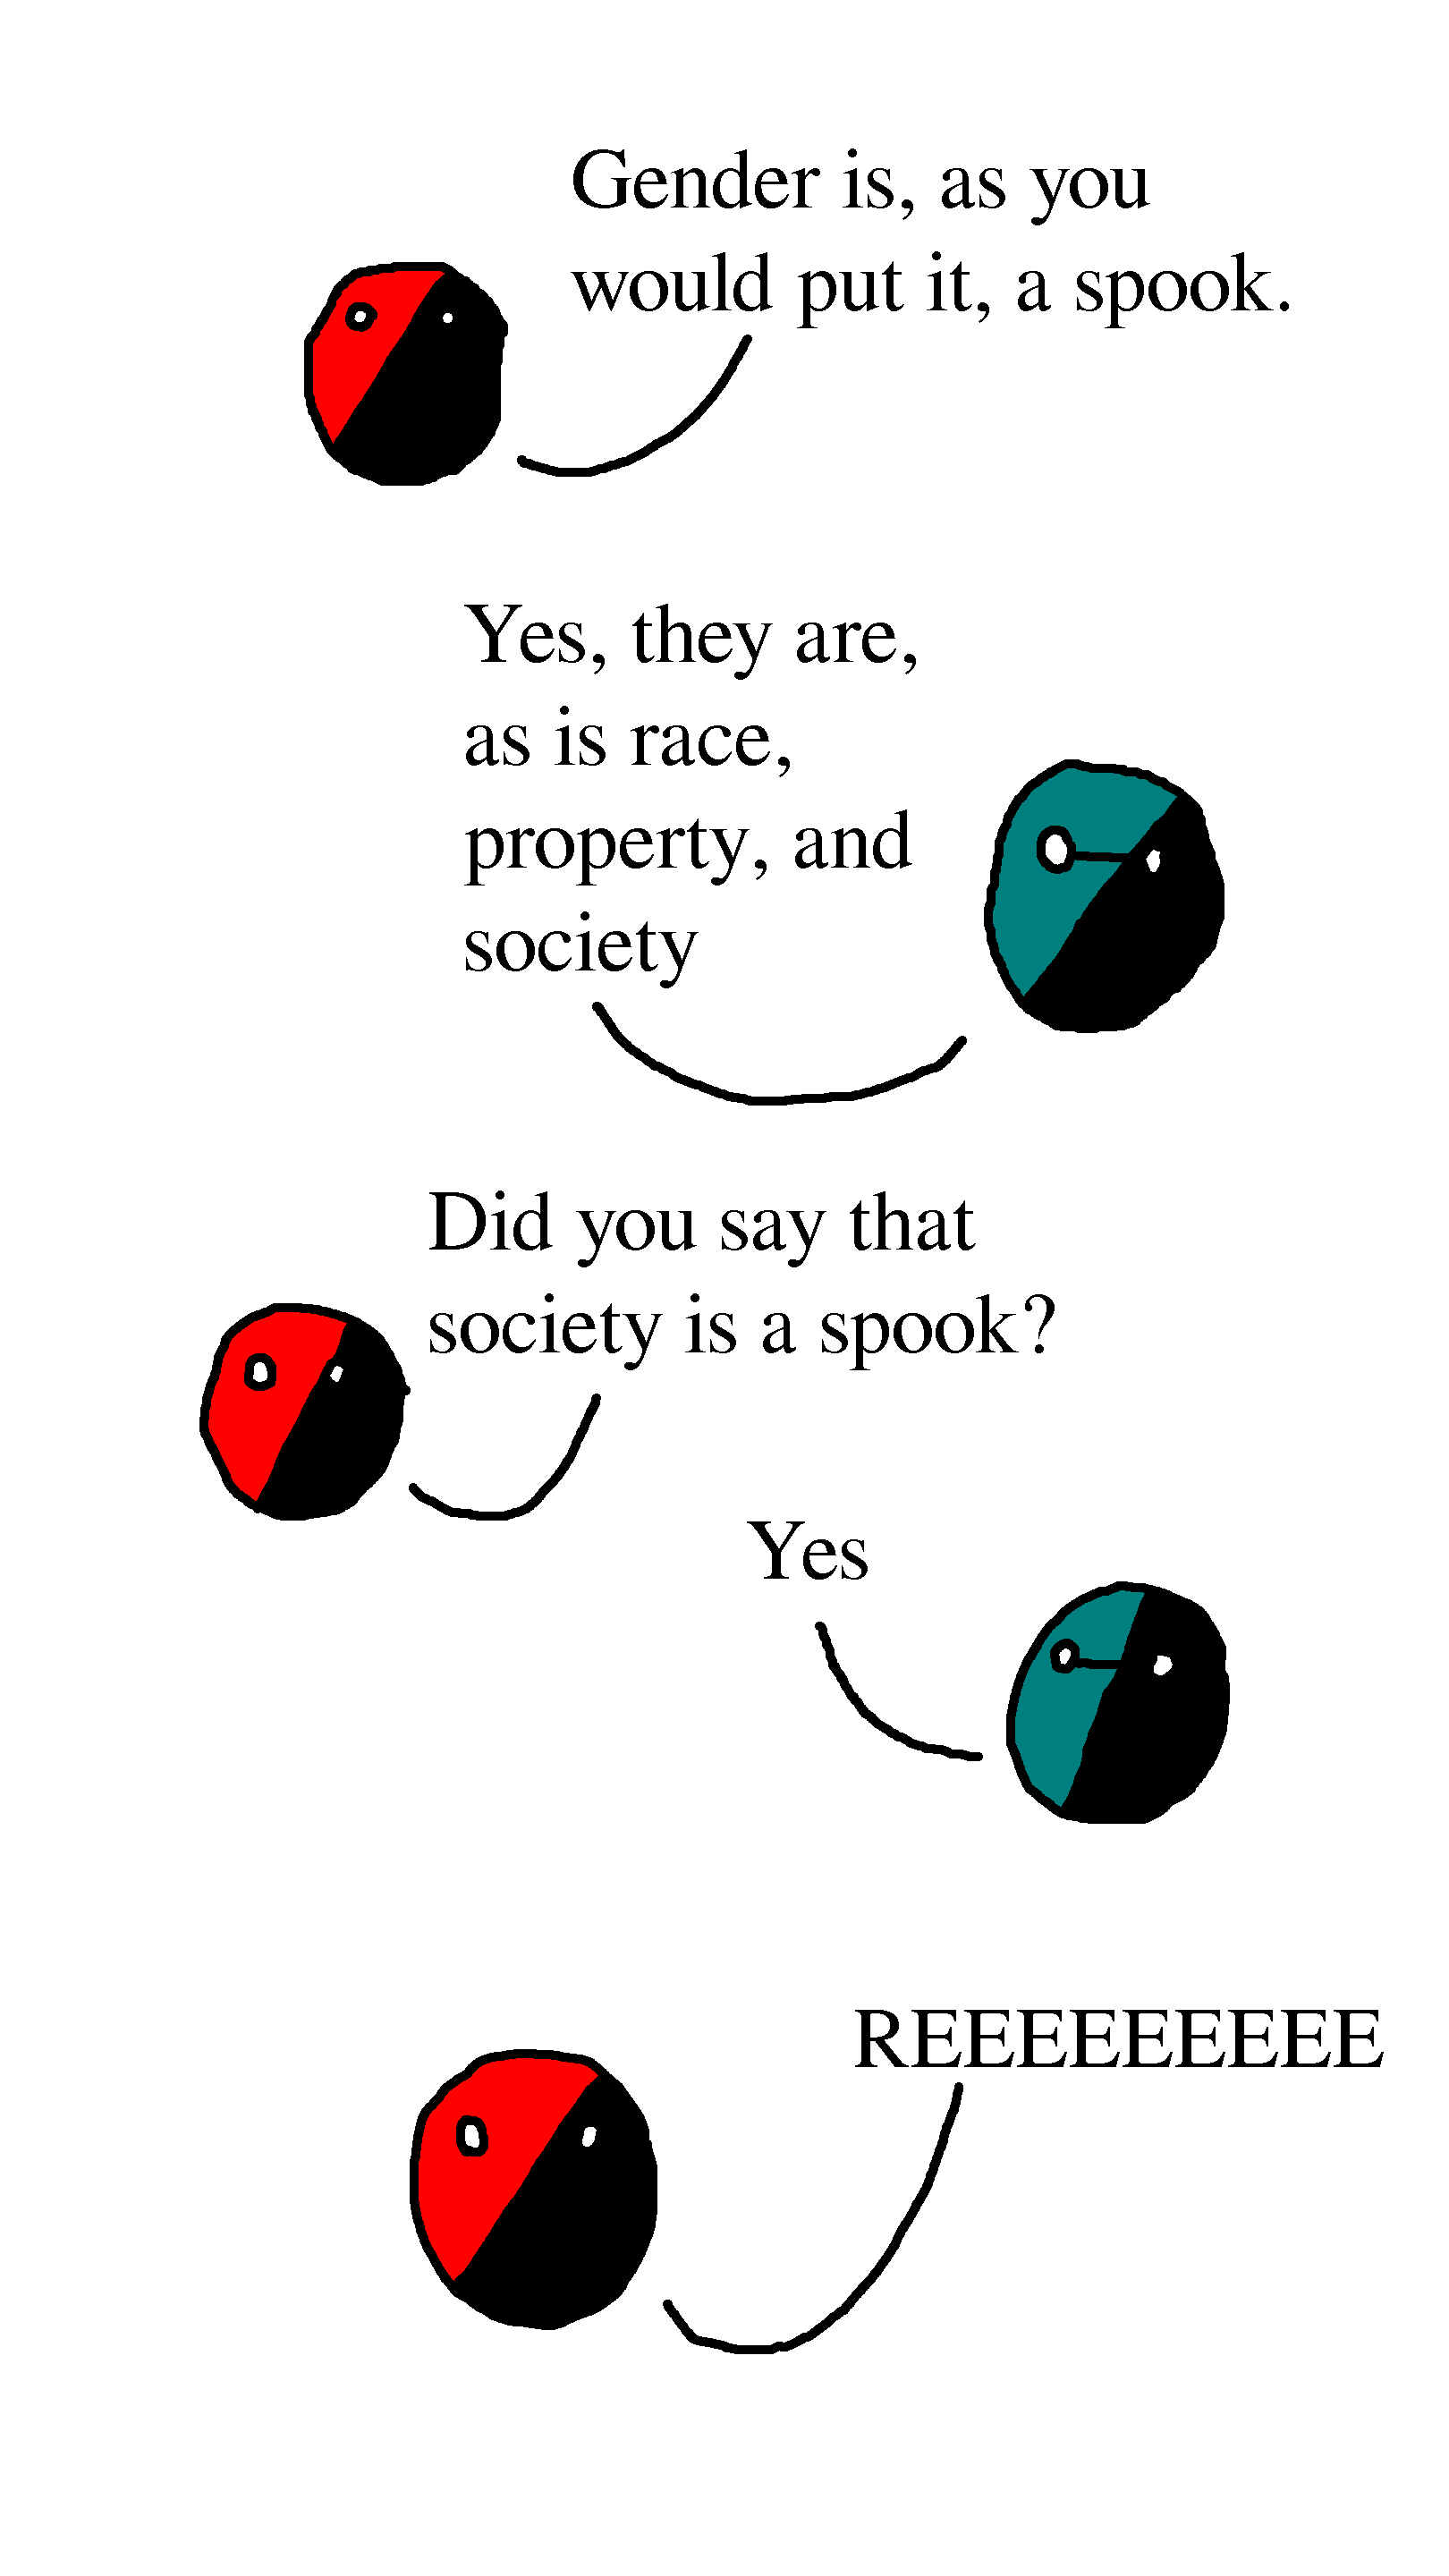 Gender is, as you
would put it, a spook.
Yes, they are,
as is race,
property, and
society
Did you say that
society is a spook?
Yes
REEEEEEEEE